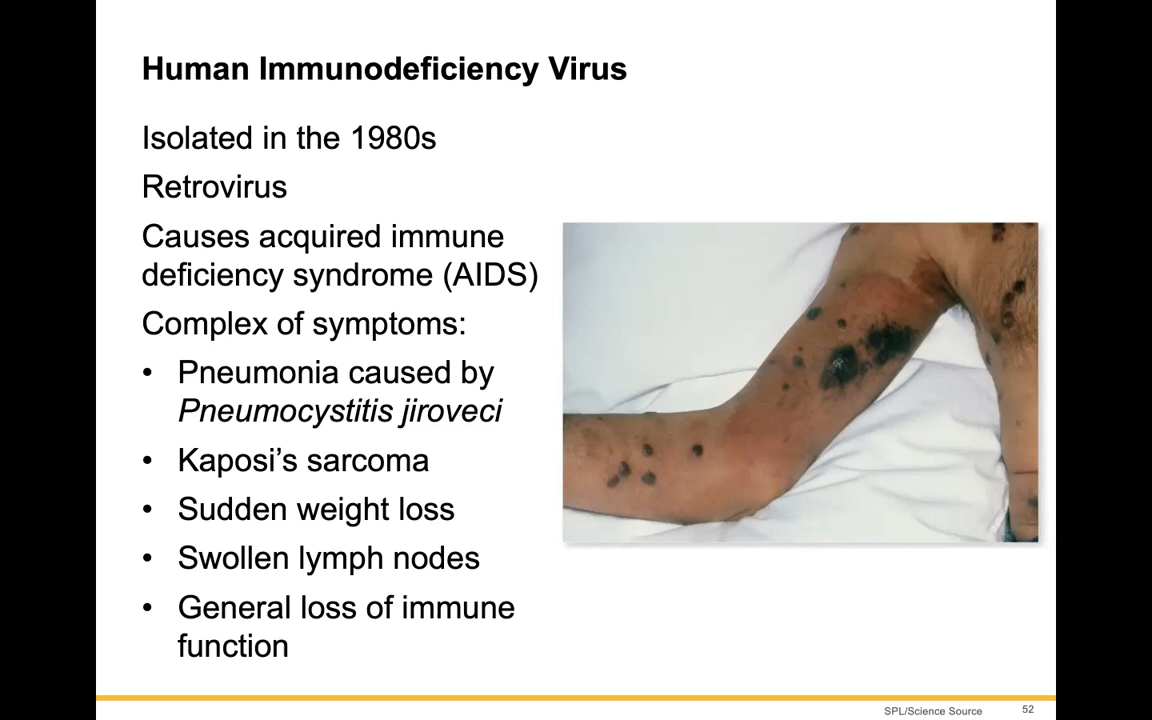 Human Immunodeficiency Virus
Isolated in the 1980s
Retrovirus
Causes acquired immune
deficiency syndrome (AIDS)
Complex of symptoms:
• Pneumonia caused by
Pneumocystitis jiroveci
• Kaposi’s sarcoma
• Sudden weight loss
• Swollen lymph nodes
• General loss of immune
function
SPL/Science Source
52